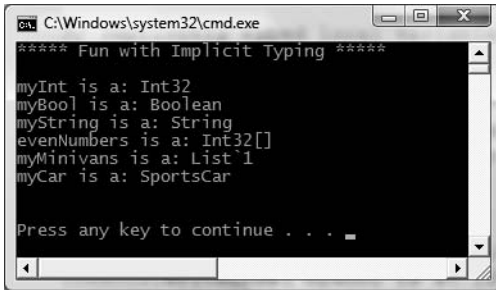 C:\Windows\system32\cmd.exe
***** Fun with Implicit Typing *****
myInt is a: Int32
myBool is a: Boolean
myString is a: String
evenNumbers is a: Int32[]
myMinivans is a: List`1
myCar is a: SportsCar
Press any key to continue . . .